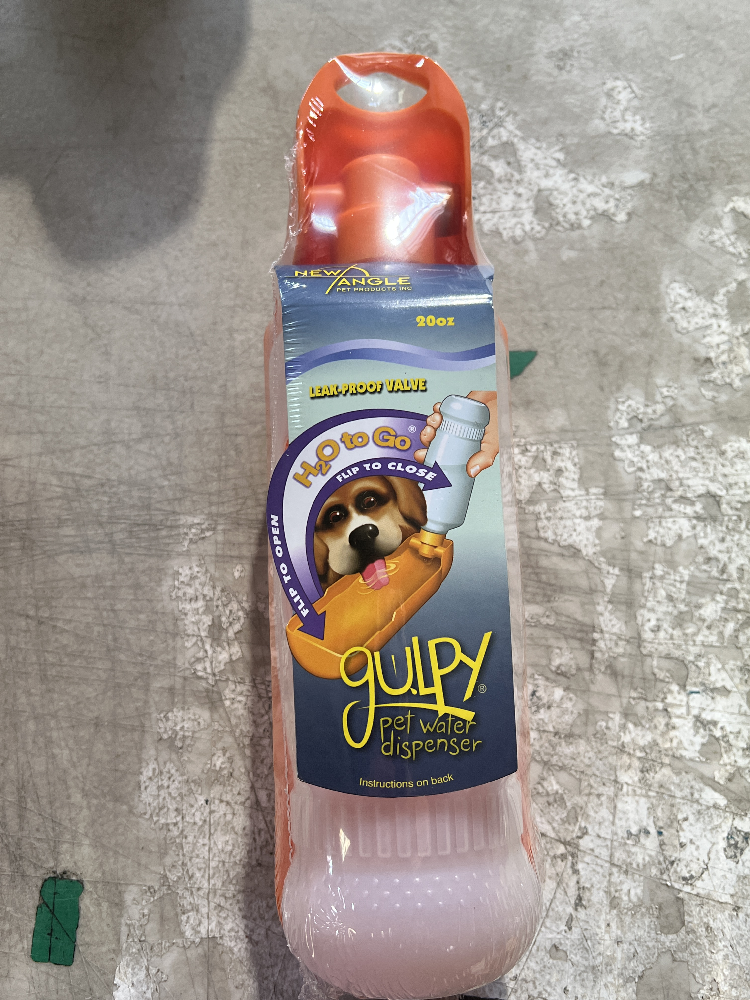 NEW ANGLE
PET PRODUCTS INC
20oz
LEAK-PROOF VALVE
H2O to Go®
FLIP TO CLOSE
FLIP TO OPEN
gulpy®
pet water
dispenser
Instructions on back